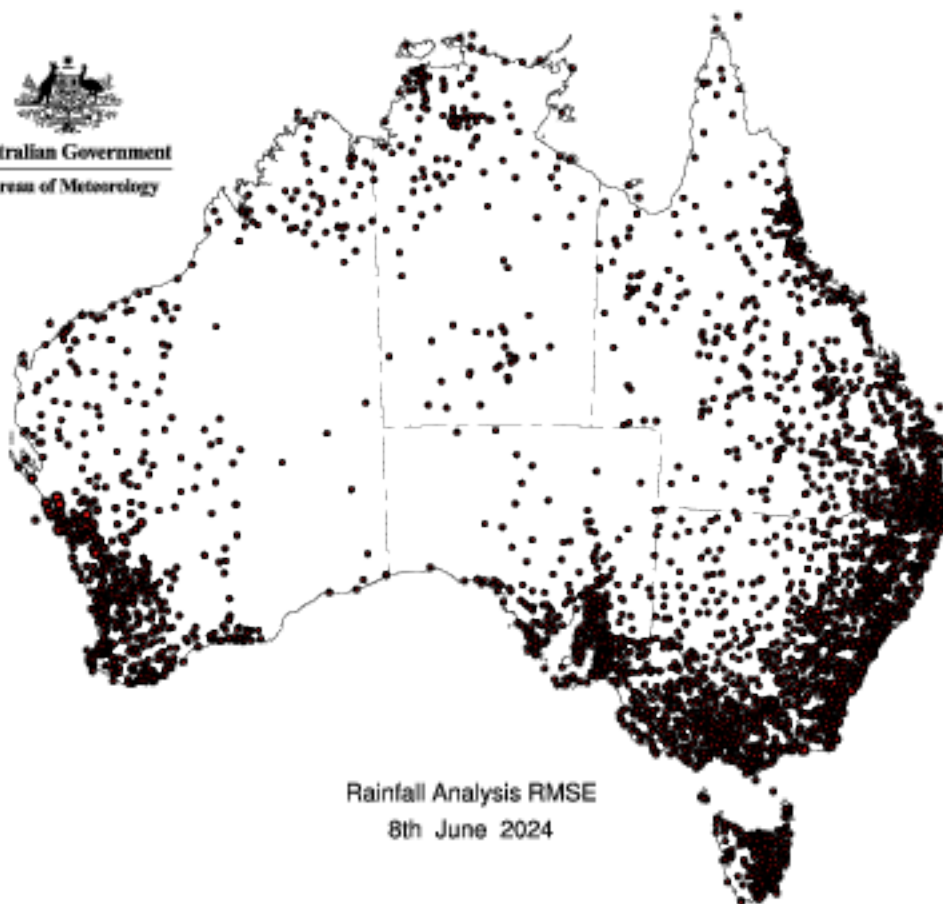 tralian Government
reau of Meteorology
Rainfall Analysis RMSE
8th June 2024